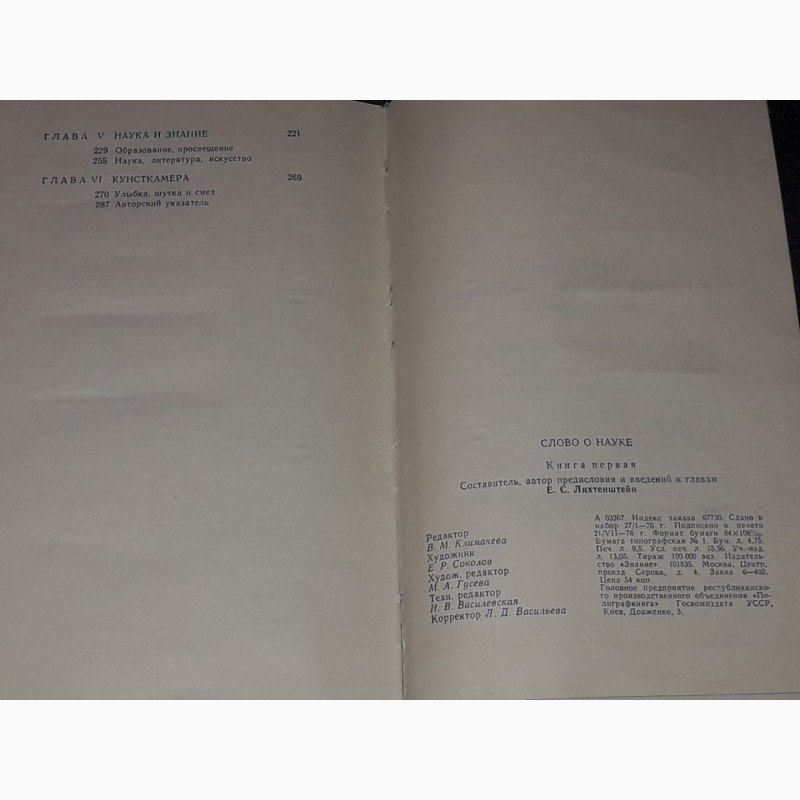 ГЛАВА V НАУКА И ЗНАНИЕ 221
229 Образование, просвещение
255 Наука, литература, искусство
ГЛАВА VI КУНСТКАМЕРА 269
270 Улыбка, шутка и смех
287 Авторский указатель
СЛОВО О НАУКЕ
Книга первая
Составитель, автор предисловия и введений к главам
Е. С. Лихтенштейн
Редактор
В. М. Климачева
Художник
Е. Р. Соколов
Худож. редактор
М. А. Гусева
Техн. редактор
И. В. Василевская
Корректор Л. Д. Васильева
А 03267. Индекс заказа 67730. Сдано в
набор 27/I—76 г. Подписано к печати
21/VII—76 г. Формат бумаги 84×108¹/₃₂.
Бумага типографская № 1. Бум. л. 4,75.
Печ. л. 9,5. Усл. печ. л. 15,96. Уч.-изд.
л. 13,05. Тираж 100 000 экз. Издатель-
ство «Знание». 101835. Москва, Центр,
проезд Серова, д. 4. Заказ 6—402.
Цена 54 коп.
Головное предприятие республиканско-
го производственного объединения «По-
лиграфкнига» Госкомиздата УССР,
Киев, Довженко, 3.